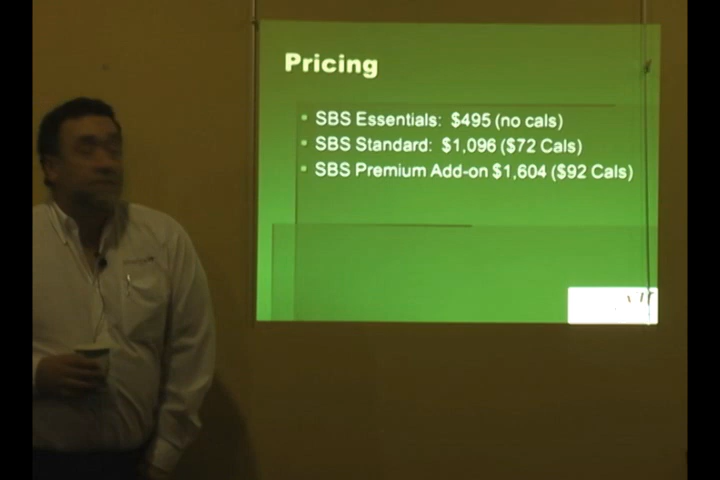 Pricing
SBS Essentials: $495 (no cals)
SBS Standard: $1,096 ($72 Cals)
SBS Premium Add-on $1,604 ($92 Cals)